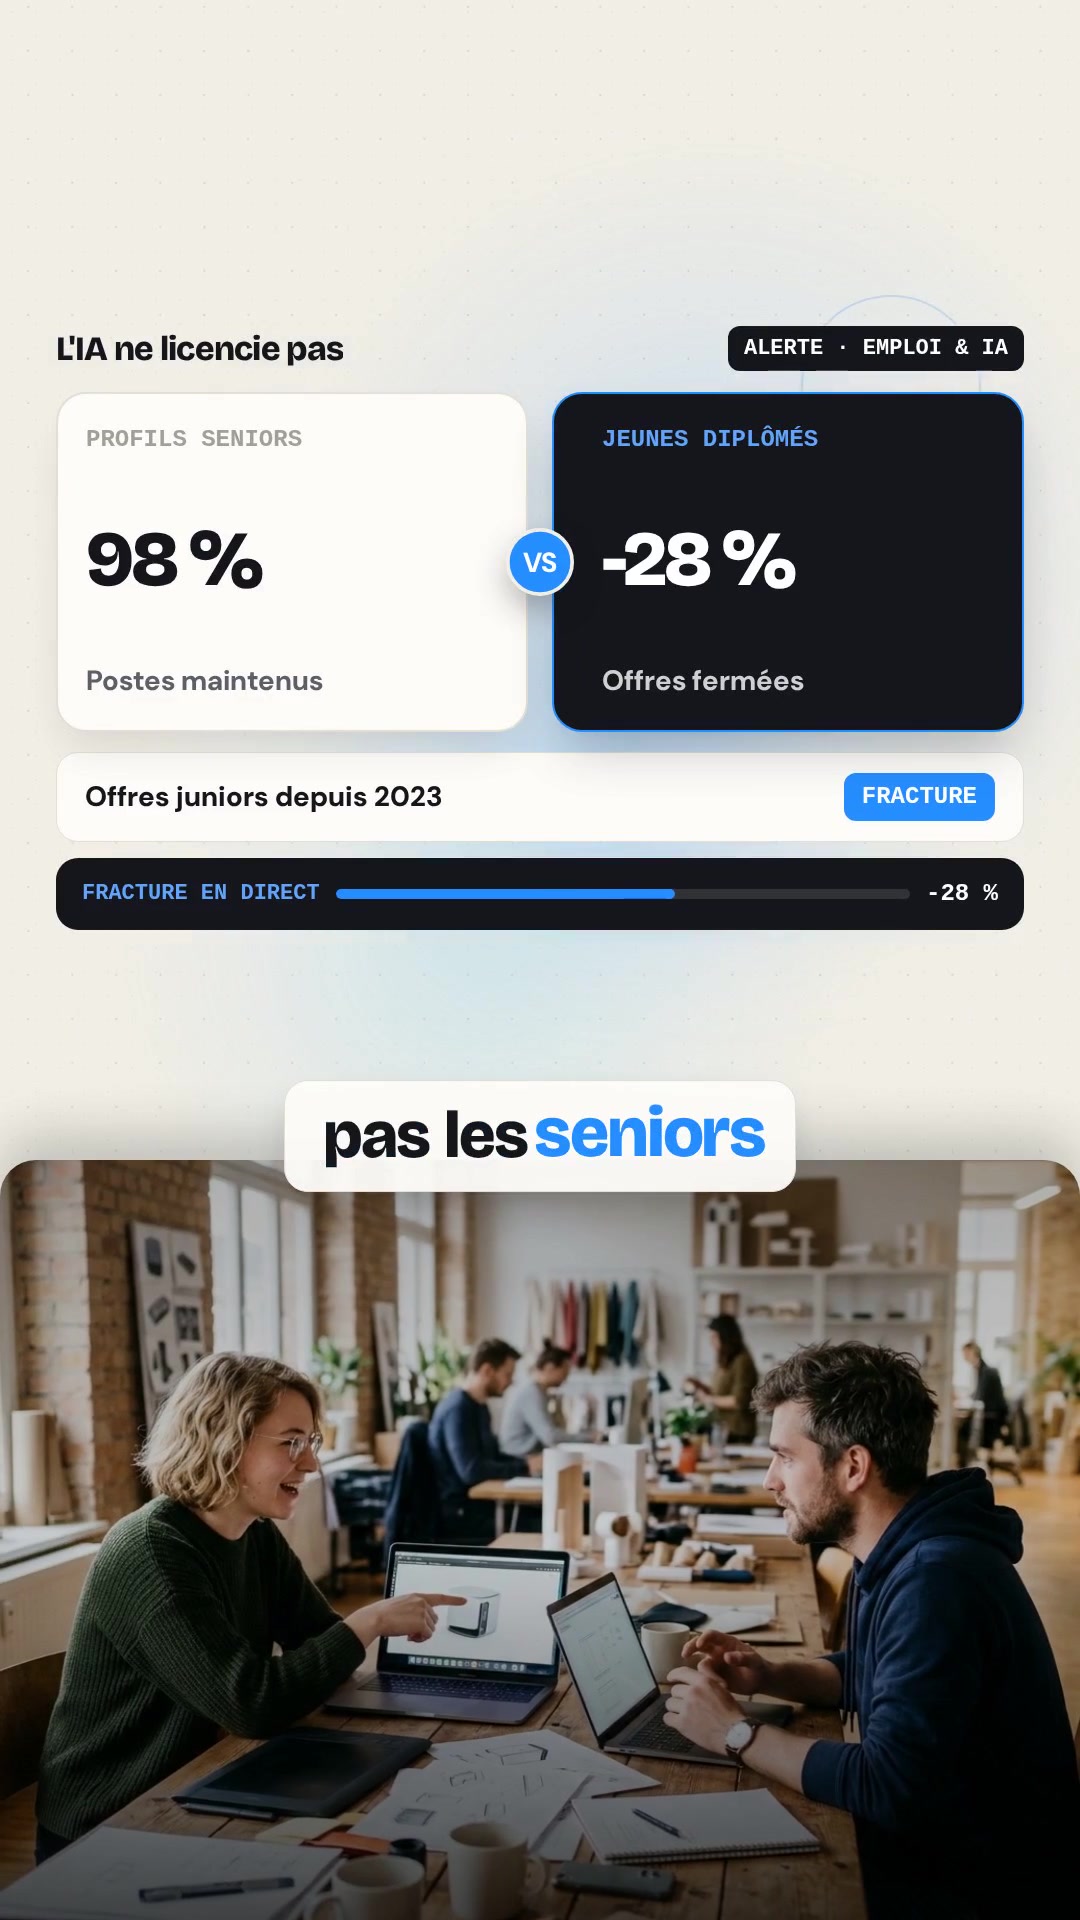 L'IA ne licencie pas
ALERTE · EMPLOI & IA
PROFILS SENIORS
98 %
Postes maintenus
VS
JEUNES DIPLÔMÉS
-28 %
Offres fermées
Offres juniors depuis 2023
FRACTURE
FRACTURE EN DIRECT
-28 %
pas les seniors